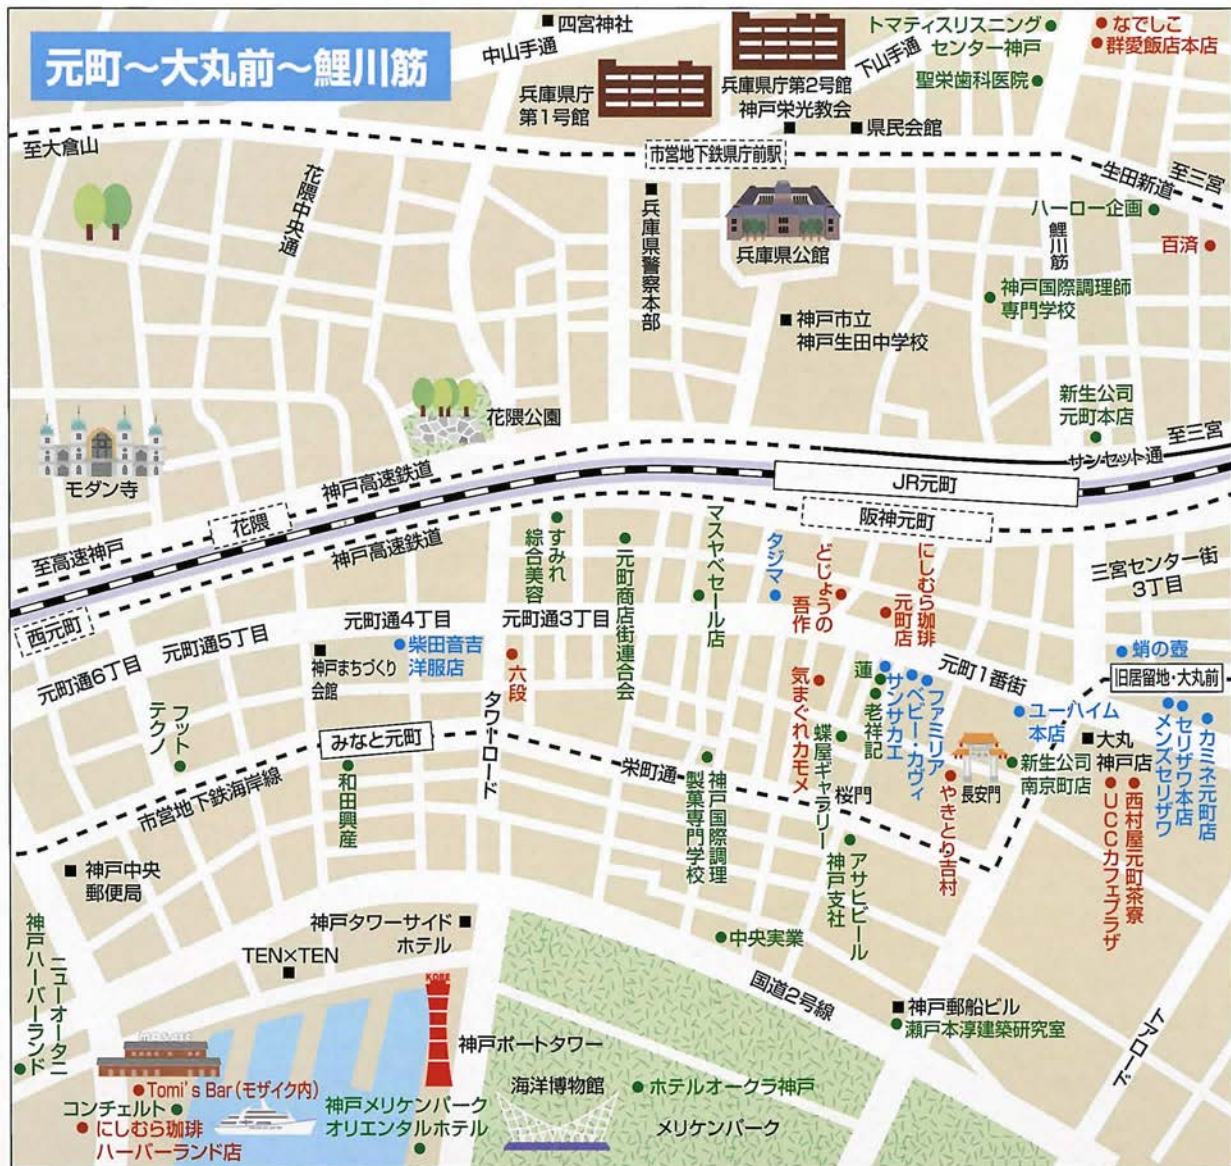 元町〜大丸前〜鯉川筋
四宮神社
中山手通
兵庫県庁
第1号館
兵庫県庁第2号館
神戸栄光教会
下山手通
トマティスリスニング
センター神戸
聖栄歯科医院
なでしこ
群愛飯店本店
県民会館
市営地下鉄県庁前駅
至大倉山
花隈中央通
兵庫県警察本部
兵庫県公館
生田新道
至三宮
ハーロー企画
鯉川筋
百済
神戸国際調理師
専門学校
神戸市立
神戸生田中学校
新生公司
元町本店
花隈公園
モダン寺
神戸高速鉄道
花隈
至高速神戸
神戸高速鉄道
JR元町
阪神元町
サンセット通
至三宮
西元町
すみれ
綜合美容
元町商店街連合会
マスヤベセール店
タジマ
どじょうの
吾作
にしむら珈琲
元町店
三宮センター街
3丁目
元町通6丁目
元町通5丁目
元町通4丁目
元町通3丁目
元町1番街
神戸まちづくり
会館
柴田音吉
洋服店
六段
タワーロード
フット
テクノ
みなと元町
和田興産
市営地下鉄海岸線
栄町通
気まぐれカモメ
蝶屋ギャラリー
蓮
老祥記
サンサカエ
ベビー・カヴィ
ファミリア
ユーハイム
本店
蛸の壺
旧居留地・大丸前
大丸
神戸店
メンズセリザワ
セリザワ本店
カミネ元町店
長安門
新生公司
南京町店
やきとり吉村
桜門
神戸国際調理
製菓専門学校
アサヒビール
神戸支社
西村屋元町茶寮
UCCカフェプラザ
神戸中央
郵便局
神戸タワーサイド
ホテル
TEN×TEN
中央実業
国道2号線
神戸郵船ビル
瀬戸本淳建築研究室
トアロード
ニューオータニ
神戸ハーバーランド
KOBE
神戸ポートタワー
MOSAIC
Tomi's Bar(モザイク内)
コンチェルト
にしむら珈琲
ハーバーランド店
神戸メリケンパーク
オリエンタルホテル
海洋博物館
ホテルオークラ神戸
メリケンパーク